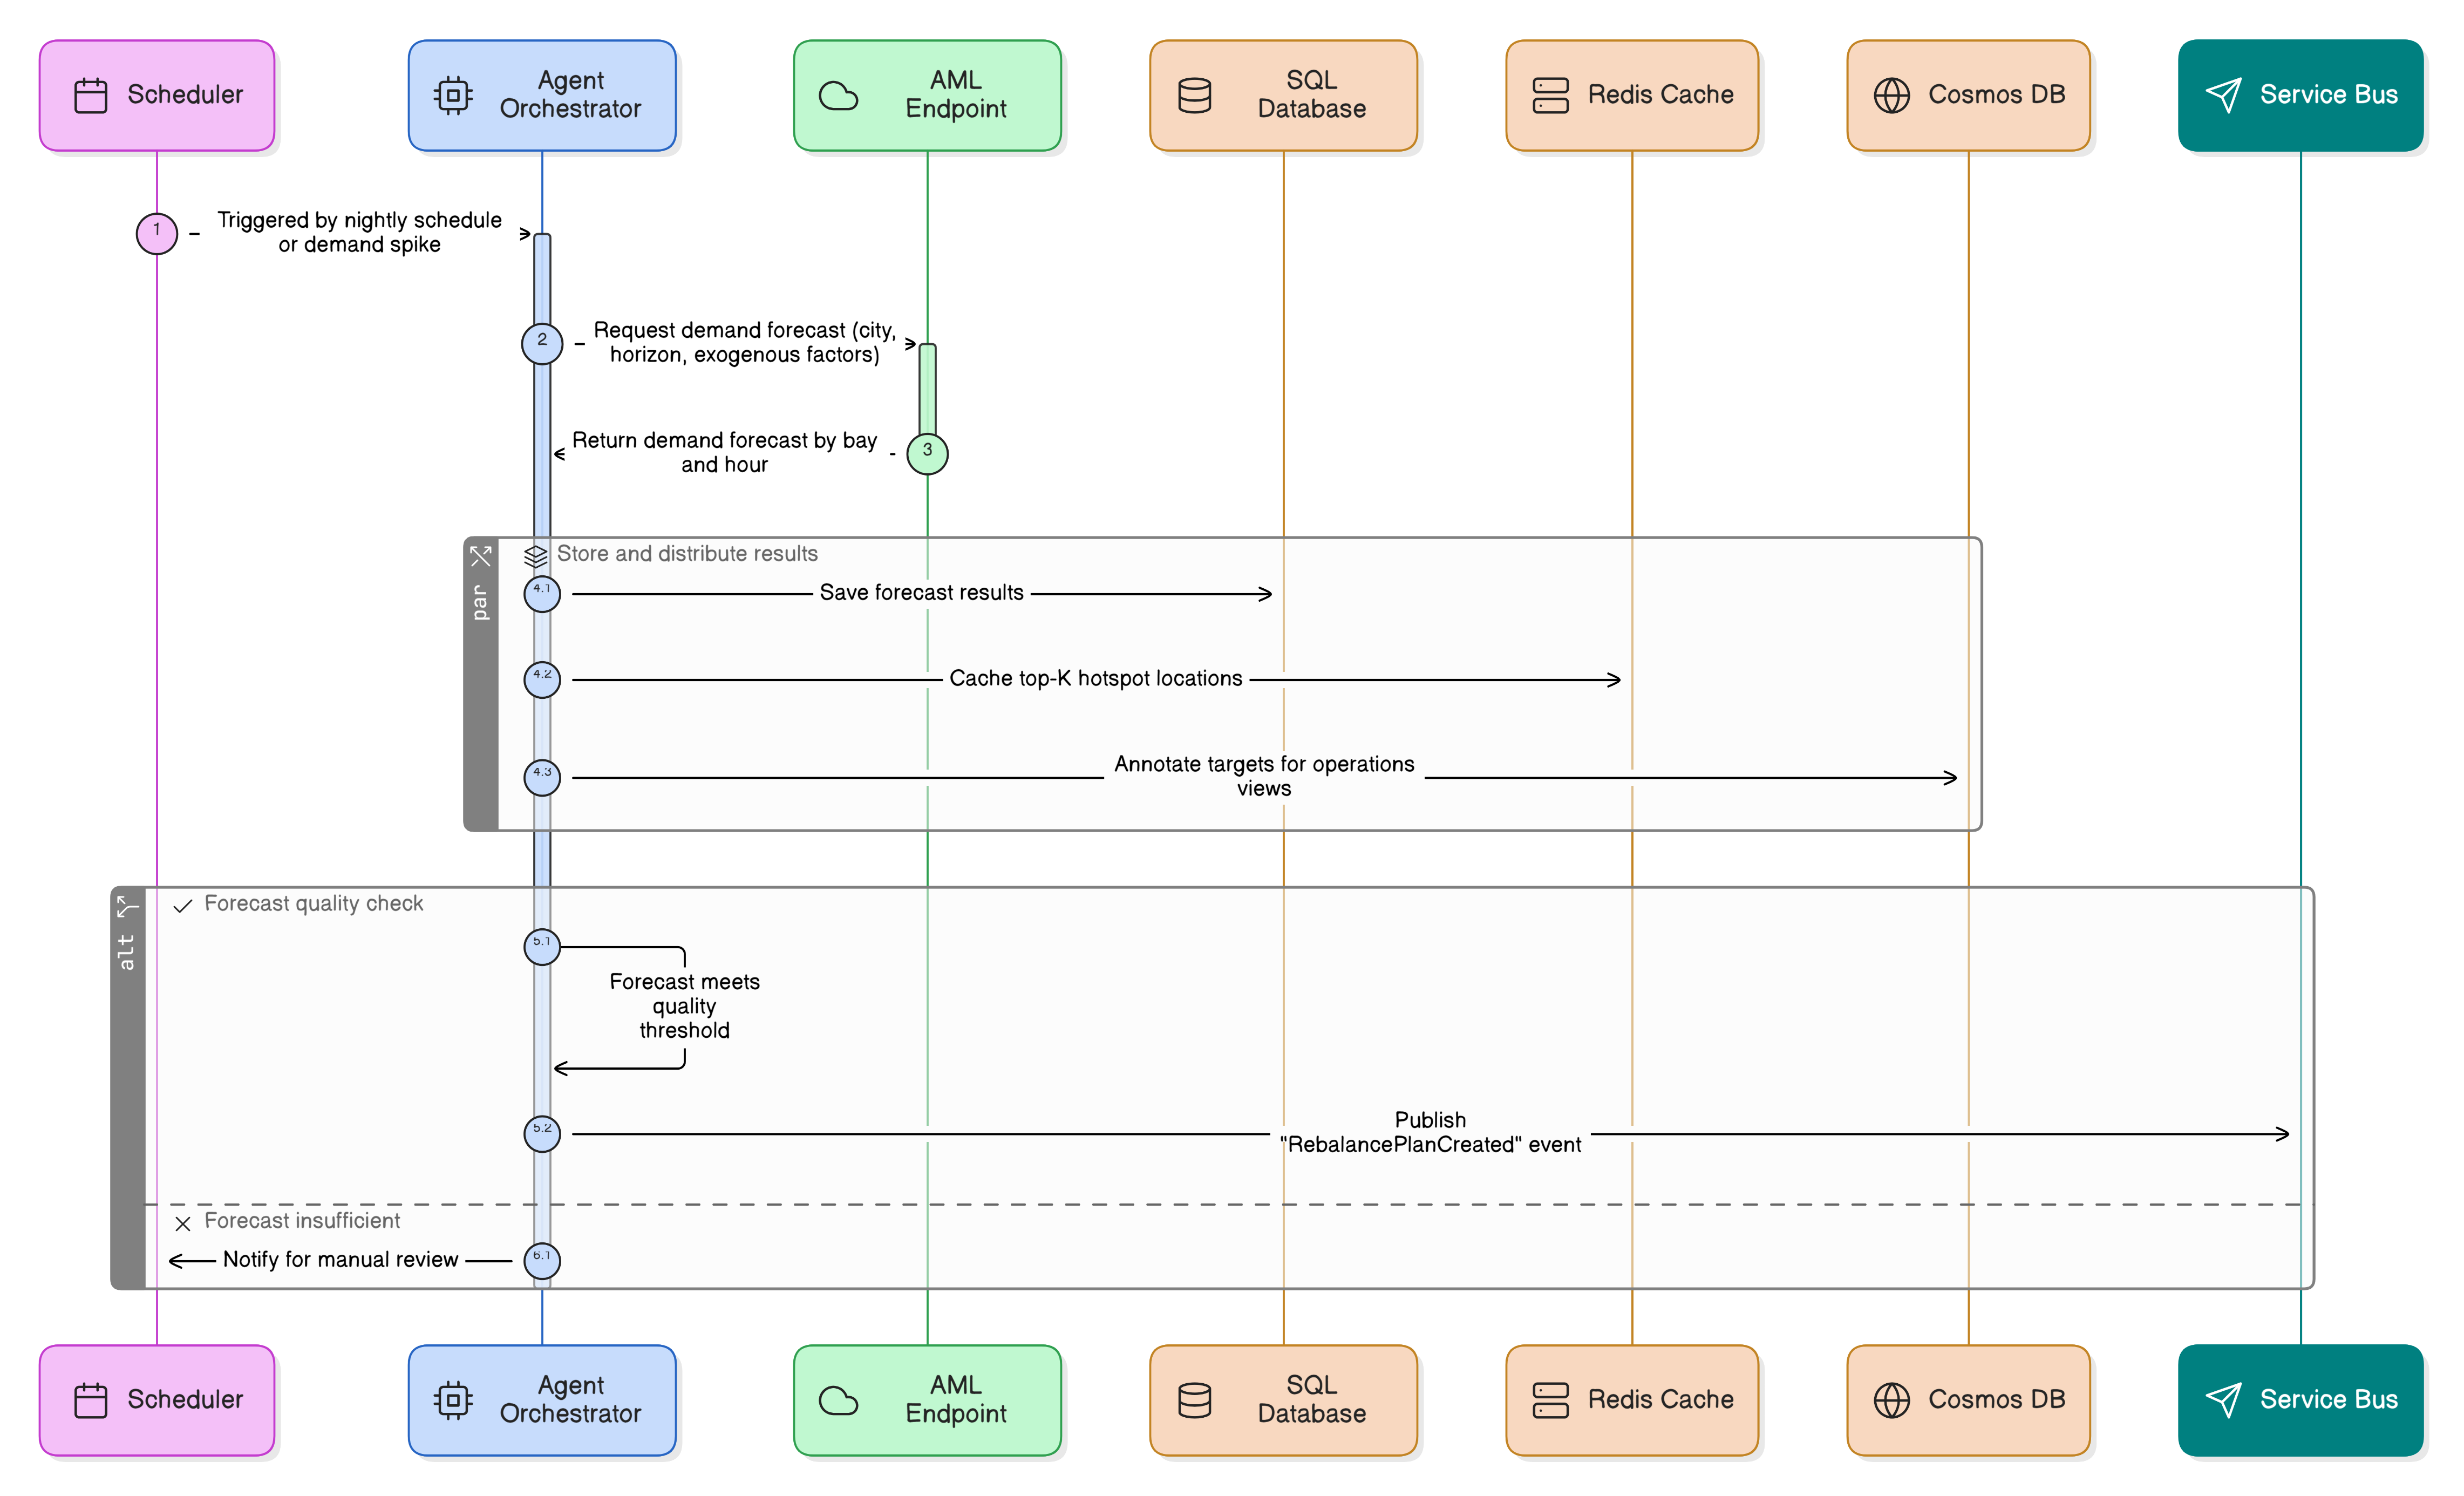 Scheduler
Agent
Orchestrator
AML
Endpoint
SQL
Database
Redis Cache
Cosmos DB
Service Bus
1
Triggered by nightly schedule
or demand spike
2
Request demand forecast (city,
horizon, exogenous factors)
Return demand forecast by bay
and hour
3
par
Store and distribute results
4.1
Save forecast results
4.2
Cache top-K hotspot locations
4.3
Annotate targets for operations
views
alt
Forecast quality check
5.1
Forecast meets
quality
threshold
5.2
Publish
"RebalancePlanCreated" event
Forecast insufficient
Notify for manual review
6.1
Scheduler
Agent
Orchestrator
AML
Endpoint
SQL
Database
Redis Cache
Cosmos DB
Service Bus